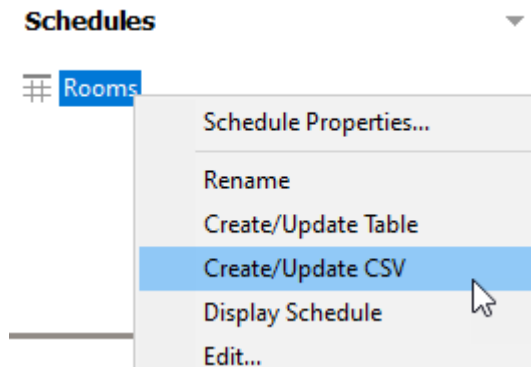 Schedules
Rooms
Schedule Properties...
Rename
Create/Update Table
Create/Update CSV
Display Schedule
Edit...